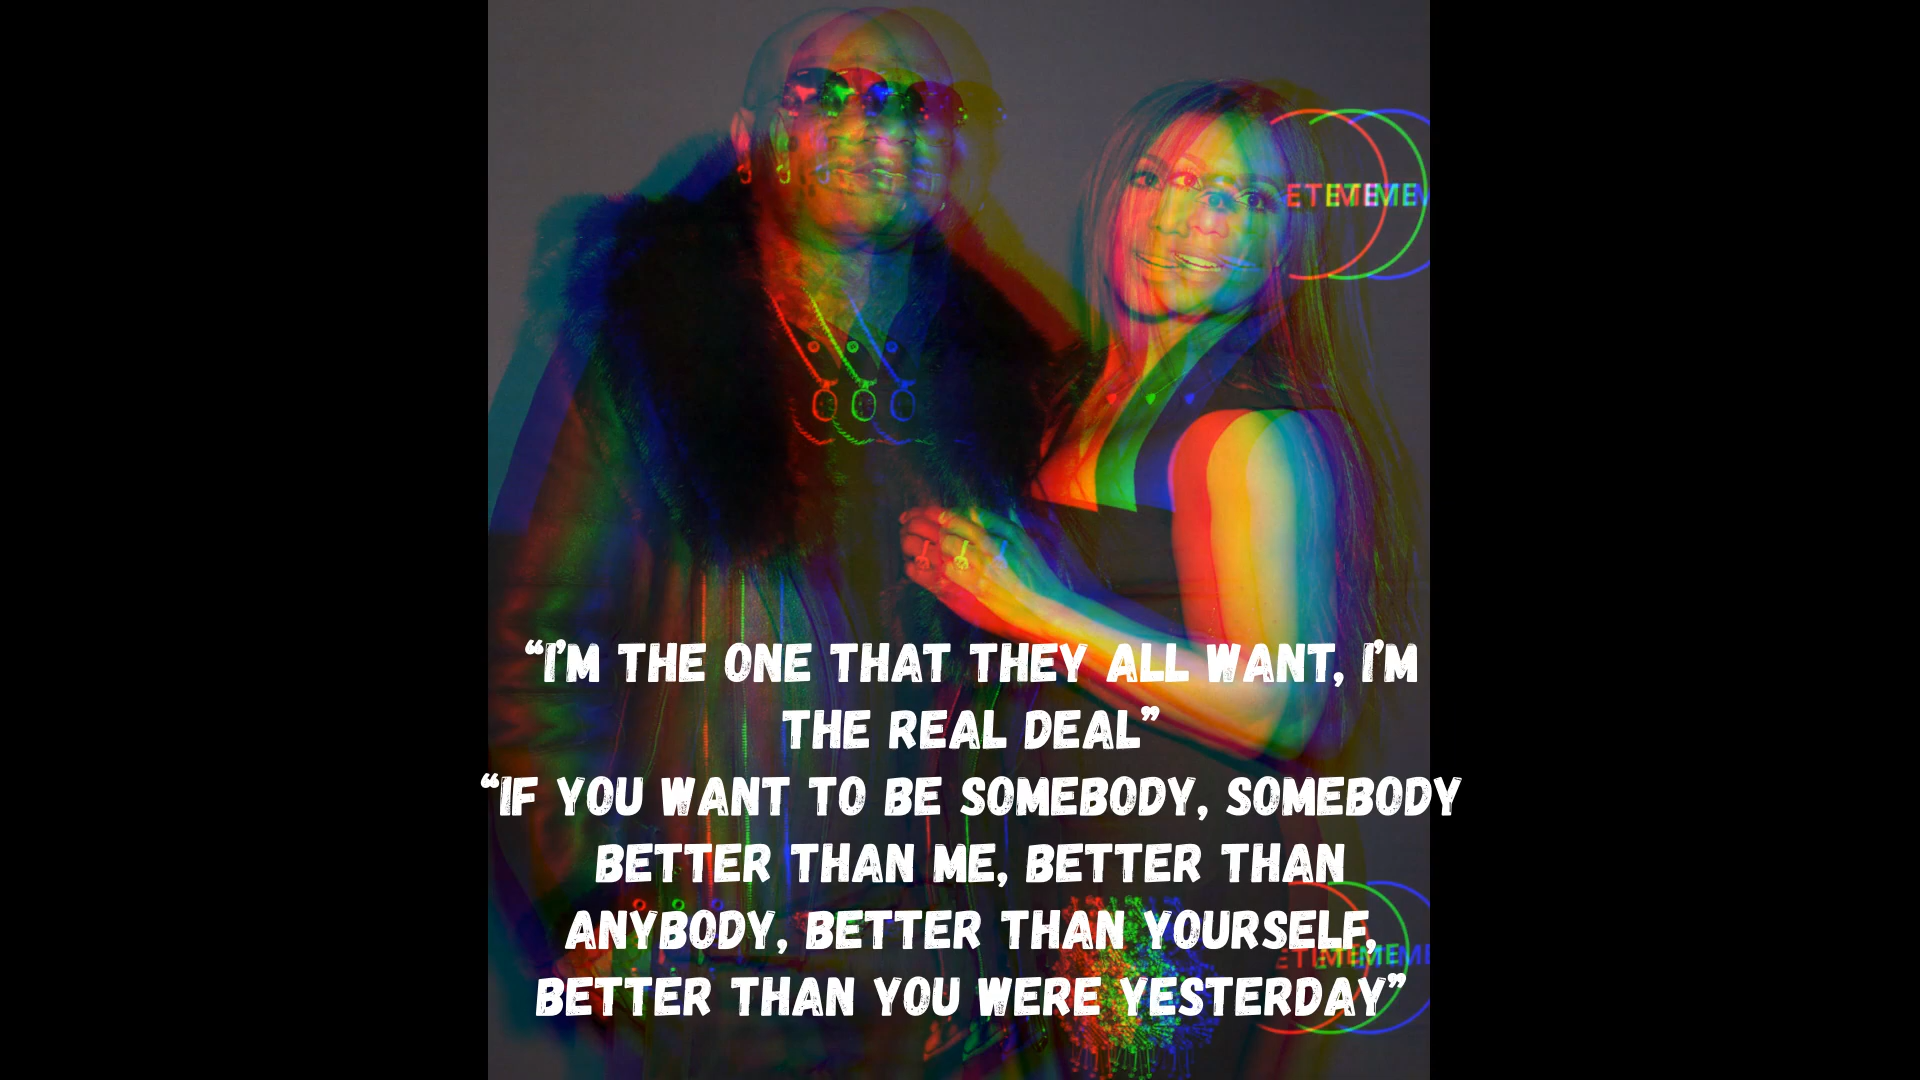 “I’M THE ONE THAT THEY ALL WANT, I’M
THE REAL DEAL”
“IF YOU WANT TO BE SOMEBODY, SOMEBODY
BETTER THAN ME, BETTER THAN
ANYBODY, BETTER THAN YOURSELF,
BETTER THAN YOU WERE YESTERDAY”